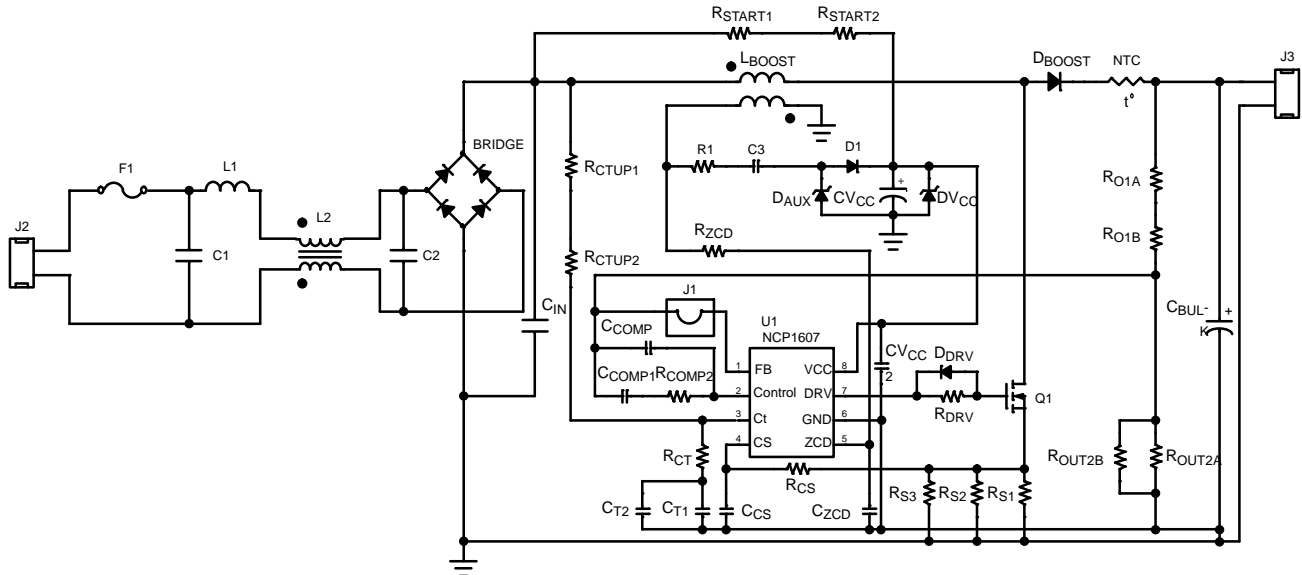 RSTART1 RSTART2
LBOOST
DBOOST NTC
J3
t°
BRIDGE
R1 C3 D1
F1 L1
RCTUP1
DAUX CVCC + DVCC
RO1A
J2
L2
RZCD
RO1B
C1 C2
RCTUP2
CIN
J1
U1
NCP1607
CBUL- +
K
CCOMP
CVCC
2
DDRV
CCOMP1 RCOMP2
1 FB VCC 8
2 Control DRV 7
RDRV
Q1
3 Ct GND 6
4 CS ZCD 5
RCT
ROUT2B ROUT2A
RCS
RS3 RS2 RS1
CT2 CT1 CCS CZCD